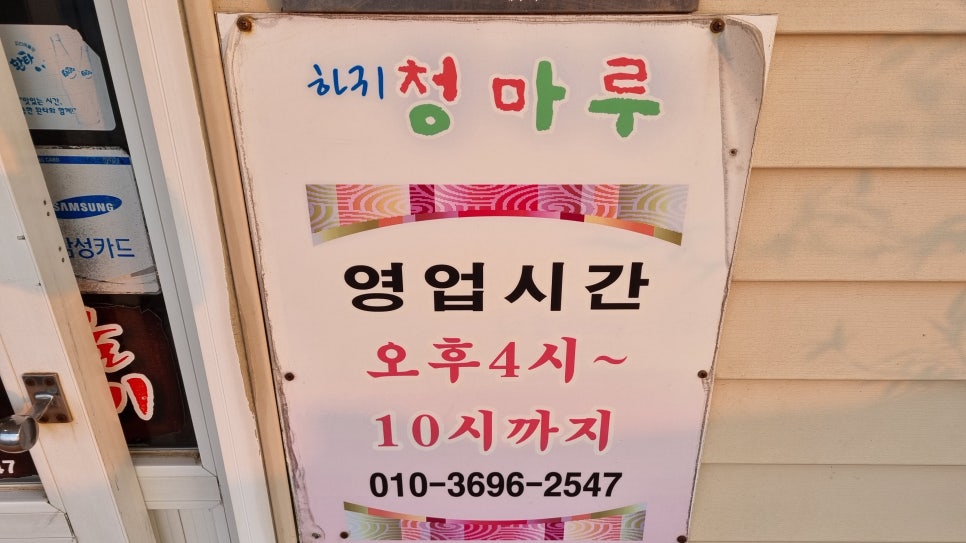 하지 청마루
영업시간
오후4시~
10시까지
010-3696-2547
SAMSUNG
삼성카드